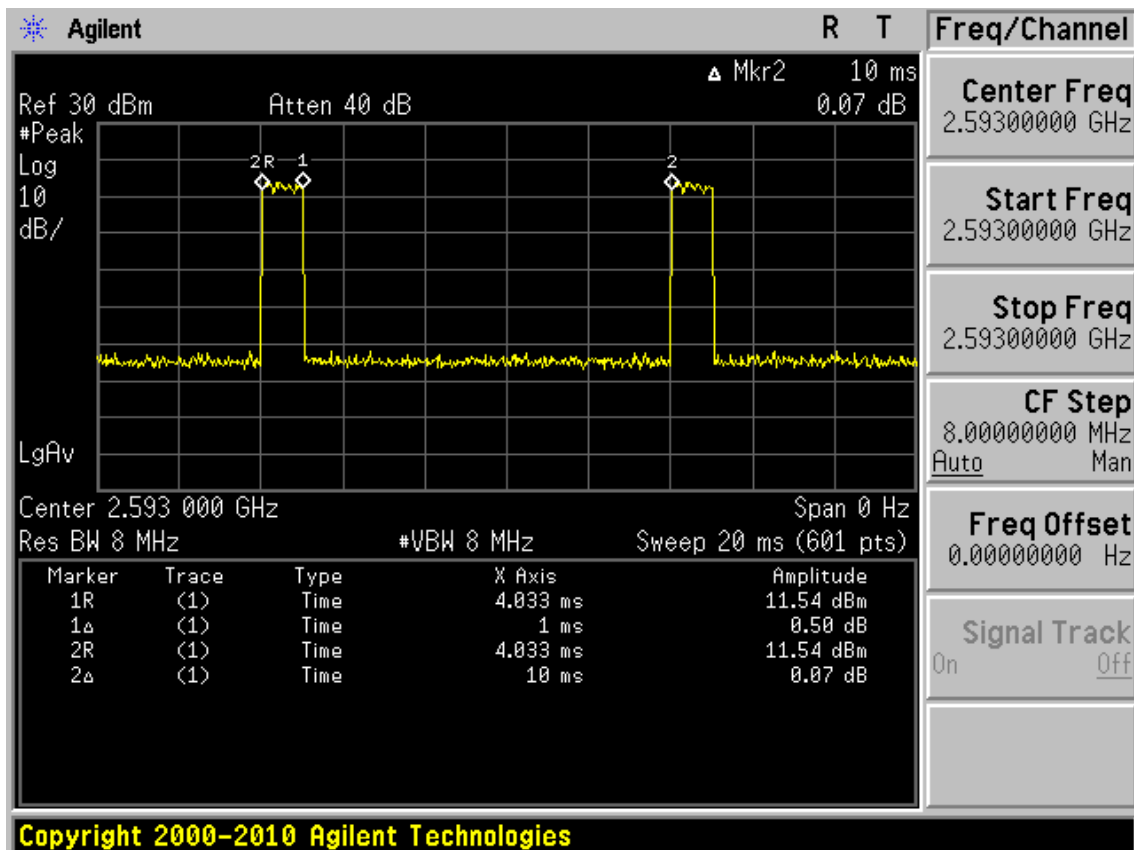 Agilent R T
Δ Mkr2 10 ms
Ref 30 dBm Atten 40 dB 0.07 dB
#Peak
Log
10
dB/
2R 1 2
LgAv
Center 2.593 000 GHz Span 0 Hz
Res BW 8 MHz #VBW 8 MHz Sweep 20 ms (601 pts)
Marker Trace Type X Axis Amplitude
1R (1) Time 4.033 ms 11.54 dBm
1Δ (1) Time 1 ms 0.50 dB
2R (1) Time 4.033 ms 11.54 dBm
2Δ (1) Time 10 ms 0.07 dB
Freq/Channel
Center Freq
2.59300000 GHz
Start Freq
2.59300000 GHz
Stop Freq
2.59300000 GHz
CF Step
8.00000000 MHz
Auto Man
Freq Offset
0.00000000 Hz
Signal Track
On Off
Copyright 2000-2010 Agilent Technologies